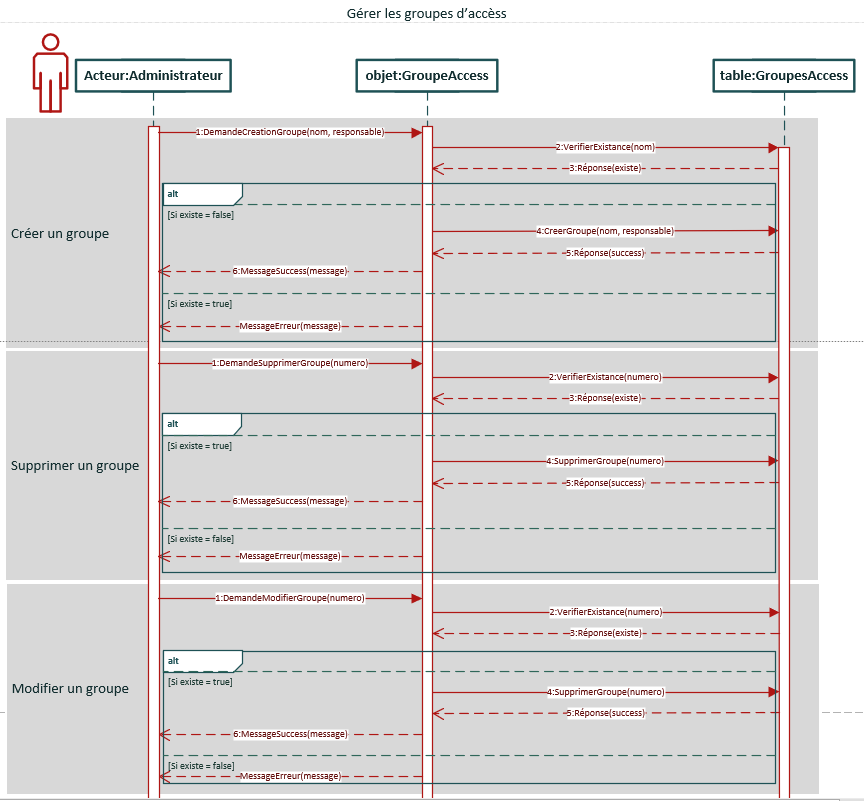 Gérer les groupes d'accèss
Acteur:Administrateur
objet:GroupeAccess
table:GroupesAccess
1:DemandeCreationGroupe(nom, responsable)
2:VerifierExistance(nom)
3:Réponse(existe)
alt
[Si existe = false]
Créer un groupe
4:CreerGroupe(nom, responsable)
5:Réponse(success)
6:MessageSuccess(message)
[Si existe = true]
MessageErreur(message)
1:DemandeSupprimerGroupe(numero)
2:VerifierExistance(numero)
3:Réponse(existe)
alt
[Si existe = true]
Supprimer un groupe
4:SupprimerGroupe(numero)
5:Réponse(success)
6:MessageSuccess(message)
[Si existe = false]
MessageErreur(message)
1:DemandeModifierGroupe(numero)
2:VerifierExistance(numero)
3:Réponse(existe)
alt
[Si existe = true]
Modifier un groupe
4:SupprimerGroupe(numero)
5:Réponse(success)
6:MessageSuccess(message)
[Si existe = false]
MessageErreur(message)